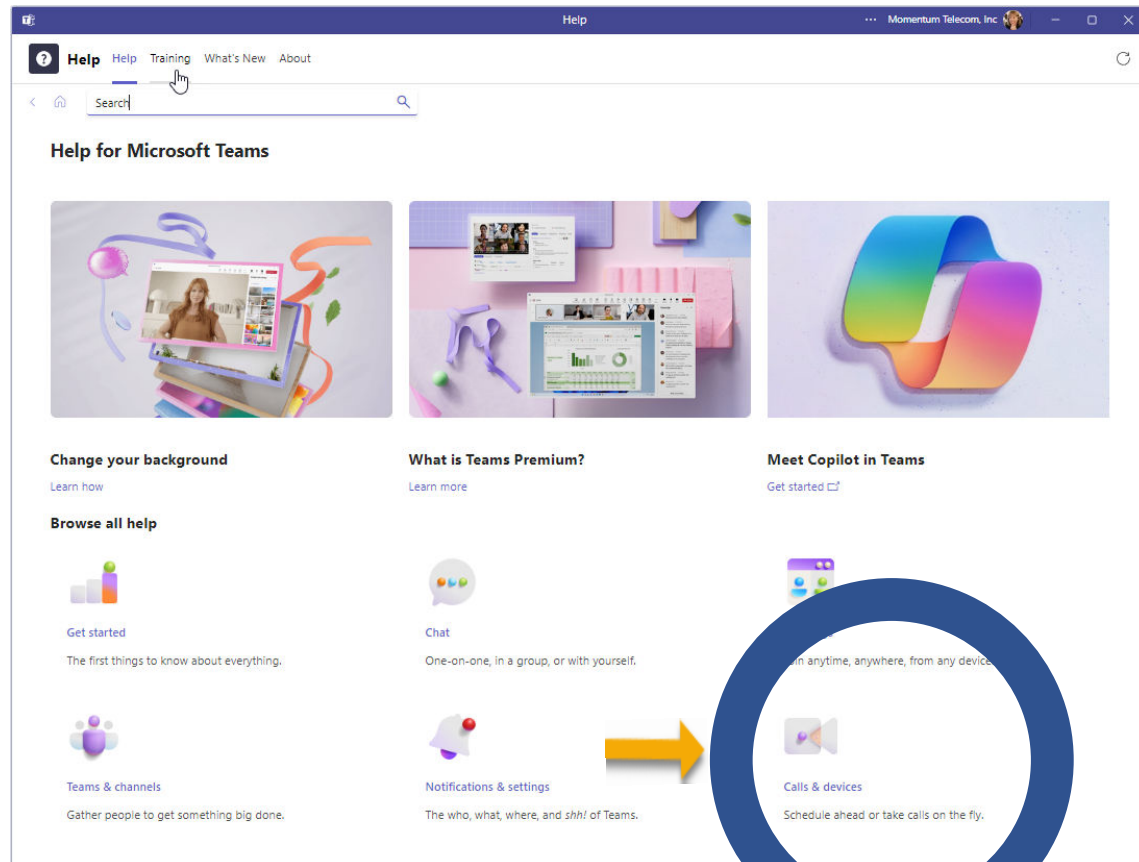 Help
Momentum Telecom, Inc
Help Help Training What's New About
Search
Help for Microsoft Teams
Change your background What is Teams Premium? Meet Copilot in Teams
Learn how Learn more Get started
Browse all help
Get started Chat
The first things to know about everything. One-on-one, in a group, or with yourself. anytime, anywhere, from any device
Teams & channels Notifications & settings Calls & devices
Gather people to get something big done. The who, what, where, and shh! of Teams. Schedule ahead or take calls on the fly.